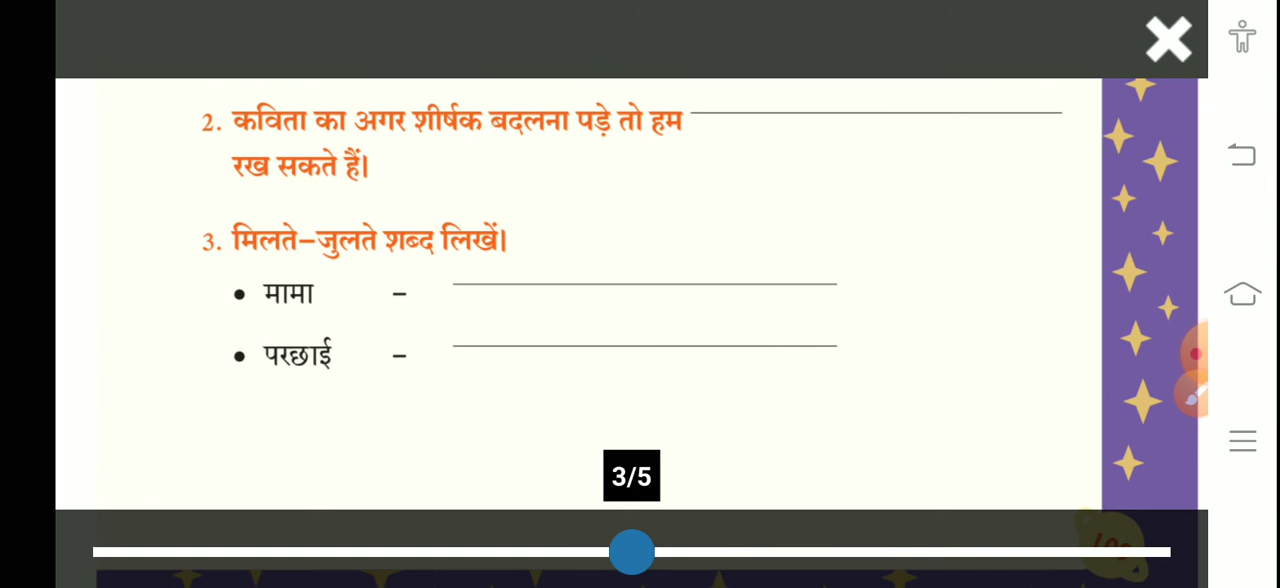 2. कविता का अगर शीर्षक बदलना पड़े तो हम
रख सकते हैं।
3. मिलते-जुलते शब्द लिखें।
• मामा -
• परछाई -
3/5